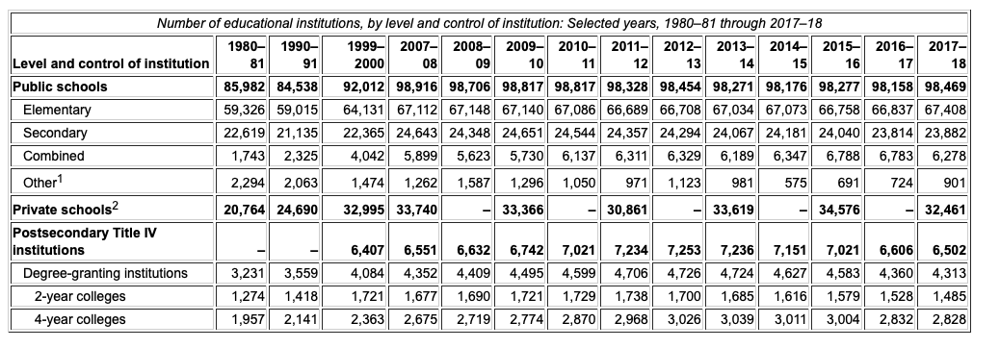 Number of educational institutions, by level and control of institution: Selected years, 1980–81 through 2017–18
Level and control of institution 1980–81 1990–91 1999–2000 2007–08 2008–09 2009–10 2010–11 2011–12 2012–13 2013–14 2014–15 2015–16 2016–17 2017–18
Public schools 85,982 84,538 92,012 98,916 98,706 98,817 98,817 98,328 98,454 98,271 98,176 98,277 98,158 98,469
Elementary 59,326 59,015 64,131 67,112 67,148 67,140 67,086 66,689 66,708 67,034 67,073 66,758 66,837 67,408
Secondary 22,619 21,135 22,365 24,643 24,348 24,651 24,544 24,357 24,294 24,067 24,181 24,040 23,814 23,882
Combined 1,743 2,325 4,042 5,899 5,623 5,730 6,137 6,311 6,329 6,189 6,347 6,788 6,783 6,278
Other1 2,294 2,063 1,474 1,262 1,587 1,296 1,050 971 1,123 981 575 691 724 901
Private schools2 20,764 24,690 32,995 33,740 – 33,366 – 30,861 – 33,619 – 34,576 – 32,461
Postsecondary Title IV
institutions – – 6,407 6,551 6,632 6,742 7,021 7,234 7,253 7,236 7,151 7,021 6,606 6,502
Degree-granting institutions 3,231 3,559 4,084 4,352 4,409 4,495 4,599 4,706 4,726 4,724 4,627 4,583 4,360 4,313
2-year colleges 1,274 1,418 1,721 1,677 1,690 1,721 1,729 1,738 1,700 1,685 1,616 1,579 1,528 1,485
4-year colleges 1,957 2,141 2,363 2,675 2,719 2,774 2,870 2,968 3,026 3,039 3,011 3,004 2,832 2,828